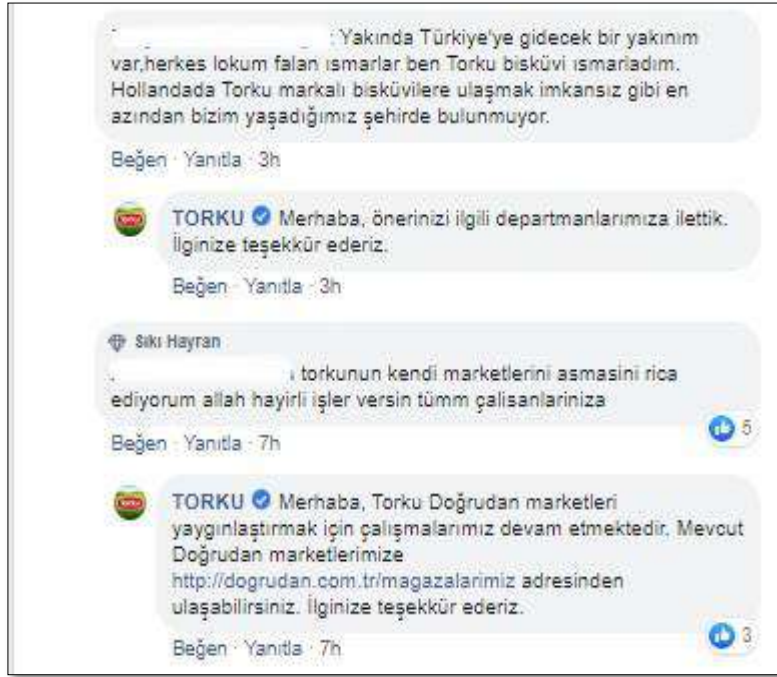 : Yakında Türkiye'ye gidecek bir yakınım
var,herkes lokum falan ısmarlar ben Torku bisküvi ısmarladım.
Hollandada Torku markalı bisküvilere ulaşmak imkansız gibi en
azından bizim yaşadığımız şehirde bulunmuyor.
Beğen · Yanıtla · 3h
TORKU Merhaba, önerinizi ilgili departmanlarımıza ilettik.
İlginize teşekkür ederiz.
Beğen · Yanıtla · 3h
Sıkı Hayran
torkunun kendi marketlerini asmasini rica
ediyorum allah hayirli işler versin tümm çalisanlariniza
5
Beğen · Yanıtla · 7h
TORKU Merhaba, Torku Doğrudan marketleri
yaygınlaştırmak için çalışmalarımız devam etmektedir. Mevcut
Doğrudan marketlerimize
http://dogrudan.com.tr/magazalarimiz adresinden
ulaşabilirsiniz. İlginize teşekkür ederiz.
3
Beğen · Yanıtla · 7h